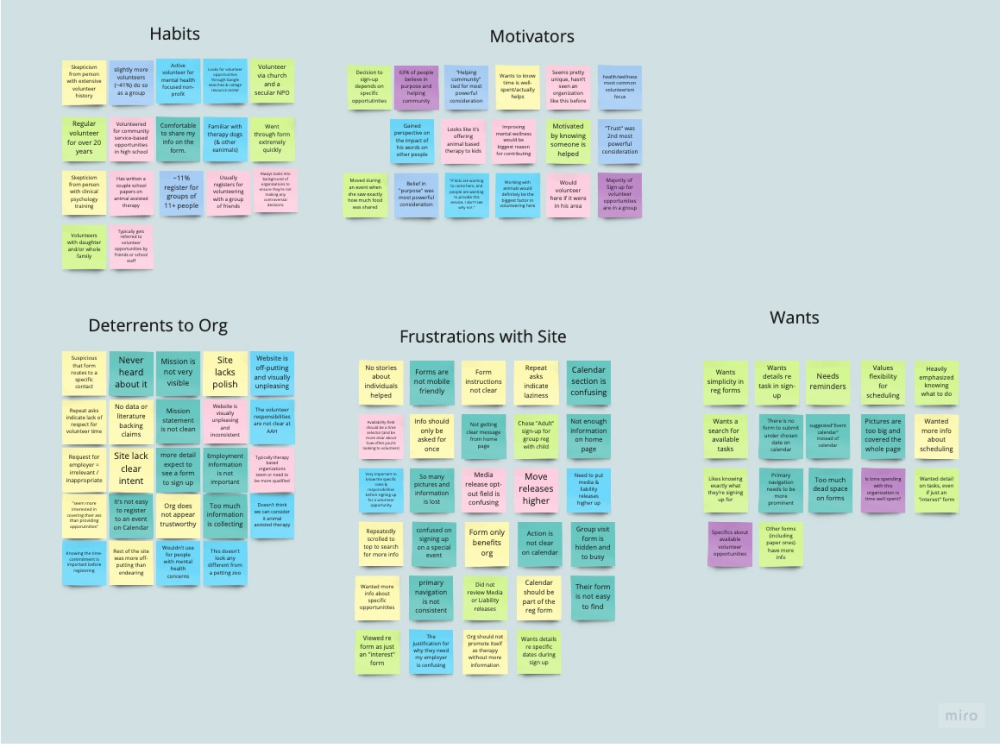 Habits
Skepticism
from person
with extensive
volunteer
history
slightly more
volunteers
(~41%) do so
as a group
Active
volunteer for
mental health
focused non-
profit
Looks for volunteer
opportunities
through Google
searches & college
resource center
Volunteer
via church
and a
secular NPO
Regular
volunteer
for over 20
years
Volunteered
for community
service-based
opportunities
in high school
Comfortable
to share my
info on the
form.
Familiar with
therapy dogs
(& other
eanimals)
Went
through form
extremely
quickly
Skepticism
from person
with clinical
psychology
training
Has written a
couple school
papers on
animal assisted
therapy
~11%
register for
groups of
11+ people
Usually
registers for
volunteering
with a group
of friends
Always looks into
background of
organizations to
ensure they're not
making any
controversial
decisions
Volunteers
with daughter
and/or whole
family
Typically gets
referred to
volunteer
opportunities by
friends or school
staff
Motivators
Decision to
sign-up
depends on
specific
opportutinities
63% of people
believe in
purpose and
helping
community
"Helping
community"
tied for
most powerful
consideration
Wants to know
time is well-
spent/actually
helps
Seems pretty
unique, hasn't
seen an
organization
like this before
health/wellness
most common
volunteerism
focus
Gained
perspective on
the impact of
his words on
other people
Looks like it's
offering
animal based
therapy to kids
Improving
mental wellness
would be
biggest reason
for contributing
Motivated
by knowing
someone is
helped
"Trust" was
2nd most
powerful
consideration
Moved during
an event when
she saw exactly
how much food
was shared
Belief in
"purpose" was
most powerful
consideration
Working with
animals would
definitely be the
biggest factor in
volunteering here
Would
volunteer
here if it were
in his area
Majority of
Sign up for
volunteer
opportunities
are in a group
Deterrents to Org
Suspicious
that form
routes to a
specific
contact
Never
heard
about it
Mission is
not very
visible
Site
lacks
polish
Website is
off-putting
and visually
unpleasing
Repeat asks
indicate lack of
respect for
volunteer time
No data or
literature
backing
claims
Mission
statement
is not clear
Website is
visually
unpleasing
and
inconsistent
The volunteer
responsibilities
are not clear at
AAH
Request for
employer =
irrelevant /
inappropriate
Site lack
clear
intent
more detail
expect to
see a form
to sign up
Employment
information
is not
important
Typically therapy
based
organizations
seem or need to
be more qualified
"seem more
interested in
covering their ass
than providing
opportunities"
It's not easy
to register
to an event
on Calendar
Org does
not appear
trustworthy
Too much
information
is collecting
Doesn't think
we can consider
it animal
assisted therapy
Knowing the time
commitment is
important before
registering
Rest of the site
was more off-
putting than
endearing
Wouldn't use
for people
with mental
health
concerns
This doesn't
look any
different from
a petting zoo
Frustrations with Site
No stories
about
individuals
helped
Forms are
not mobile
friendly
Form
instructions
not clear
Repeat
asks
indicate
laziness
Calendar
section is
confusing
Info should
only be
asked for
once
Not getting
clear message
from home
page
Chose "Adult"
sign-up for
group reg
with child
Not enough
information
on home
page
Very important to
know the specific
roles &
responsibilities
before signing up
for a volunteer
opportunity
So many
pictures and
information
is lost
Media
release opt-
out field is
confusing
Move
releases
higher
Need to put
media &
liability
releases
higher up
Repeatedly
scrolled to
top to search
for more info
confused on
signing up
on a special
event
Form only
benefits
org
Action is
not clear
on calendar
Group visit
form is
hidden and
to busy
Wanted more
info about
specific
opportunities
primary
navigation
is not
consistent
Did not
review Media
or Liability
releases
Calendar
should be
part of the
reg form
Their form
is not easy
to find
Viewed re
form as just
an "interest"
form
The
justification for
why they need
my employer
is confusing
Org should not
promote itself
as therapy
without more
information
Wants details
re specific
dates during
sign up
Wants
Wants
simplicity in
reg forms
Wants
details re
task in sign-
up
Needs
reminders
Values
flexibility
for
scheduling
Heavily
emphasized
knowing
what to do
Wants a
search for
available
tasks
There is no
form to submit
under chosen
date on
calendar
suggested "Event
calendar"
instead of
calendar
Pictures are
too big and
covered the
whole page
Wanted
more info
about
scheduling
Likes knowing
exactly what
they're signing
up for
Primary
navigation
needs to be
more
prominant
Too much
dead space
on forms
Is time spending
with this
organization is
time well spent?
Wanted detail
on tasks, even
if just an
"interest" form
Specifics about
available
volunteer
opportunities
Other forms
(including
paper ones)
have more
info
miro